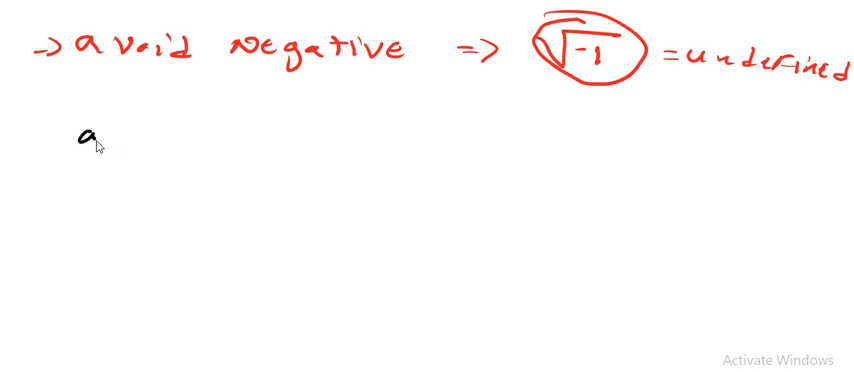 → avoid Negative ⇒ √-1 = undefined
a
Activate Windows